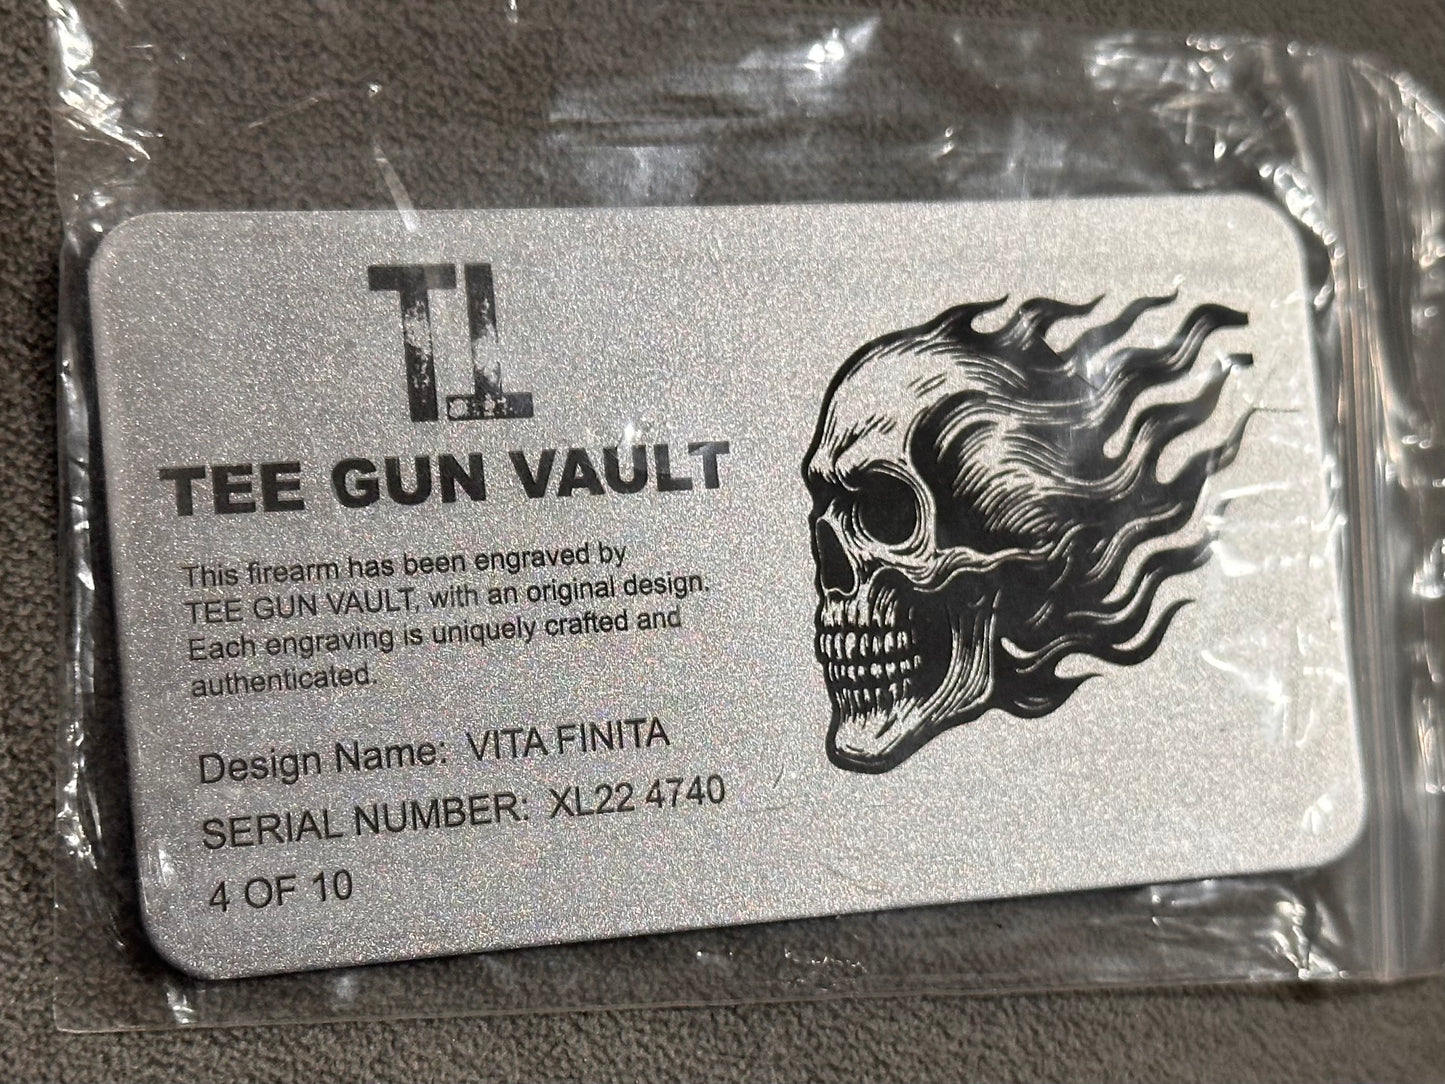 T.L
TEE GUN VAULT
This firearm has been engraved by
TEE GUN VAULT, with an original design.
Each engraving is uniquely crafted and
authenticated.
Design Name: VITA FINITA
SERIAL NUMBER: XL22 4740
4 OF 10